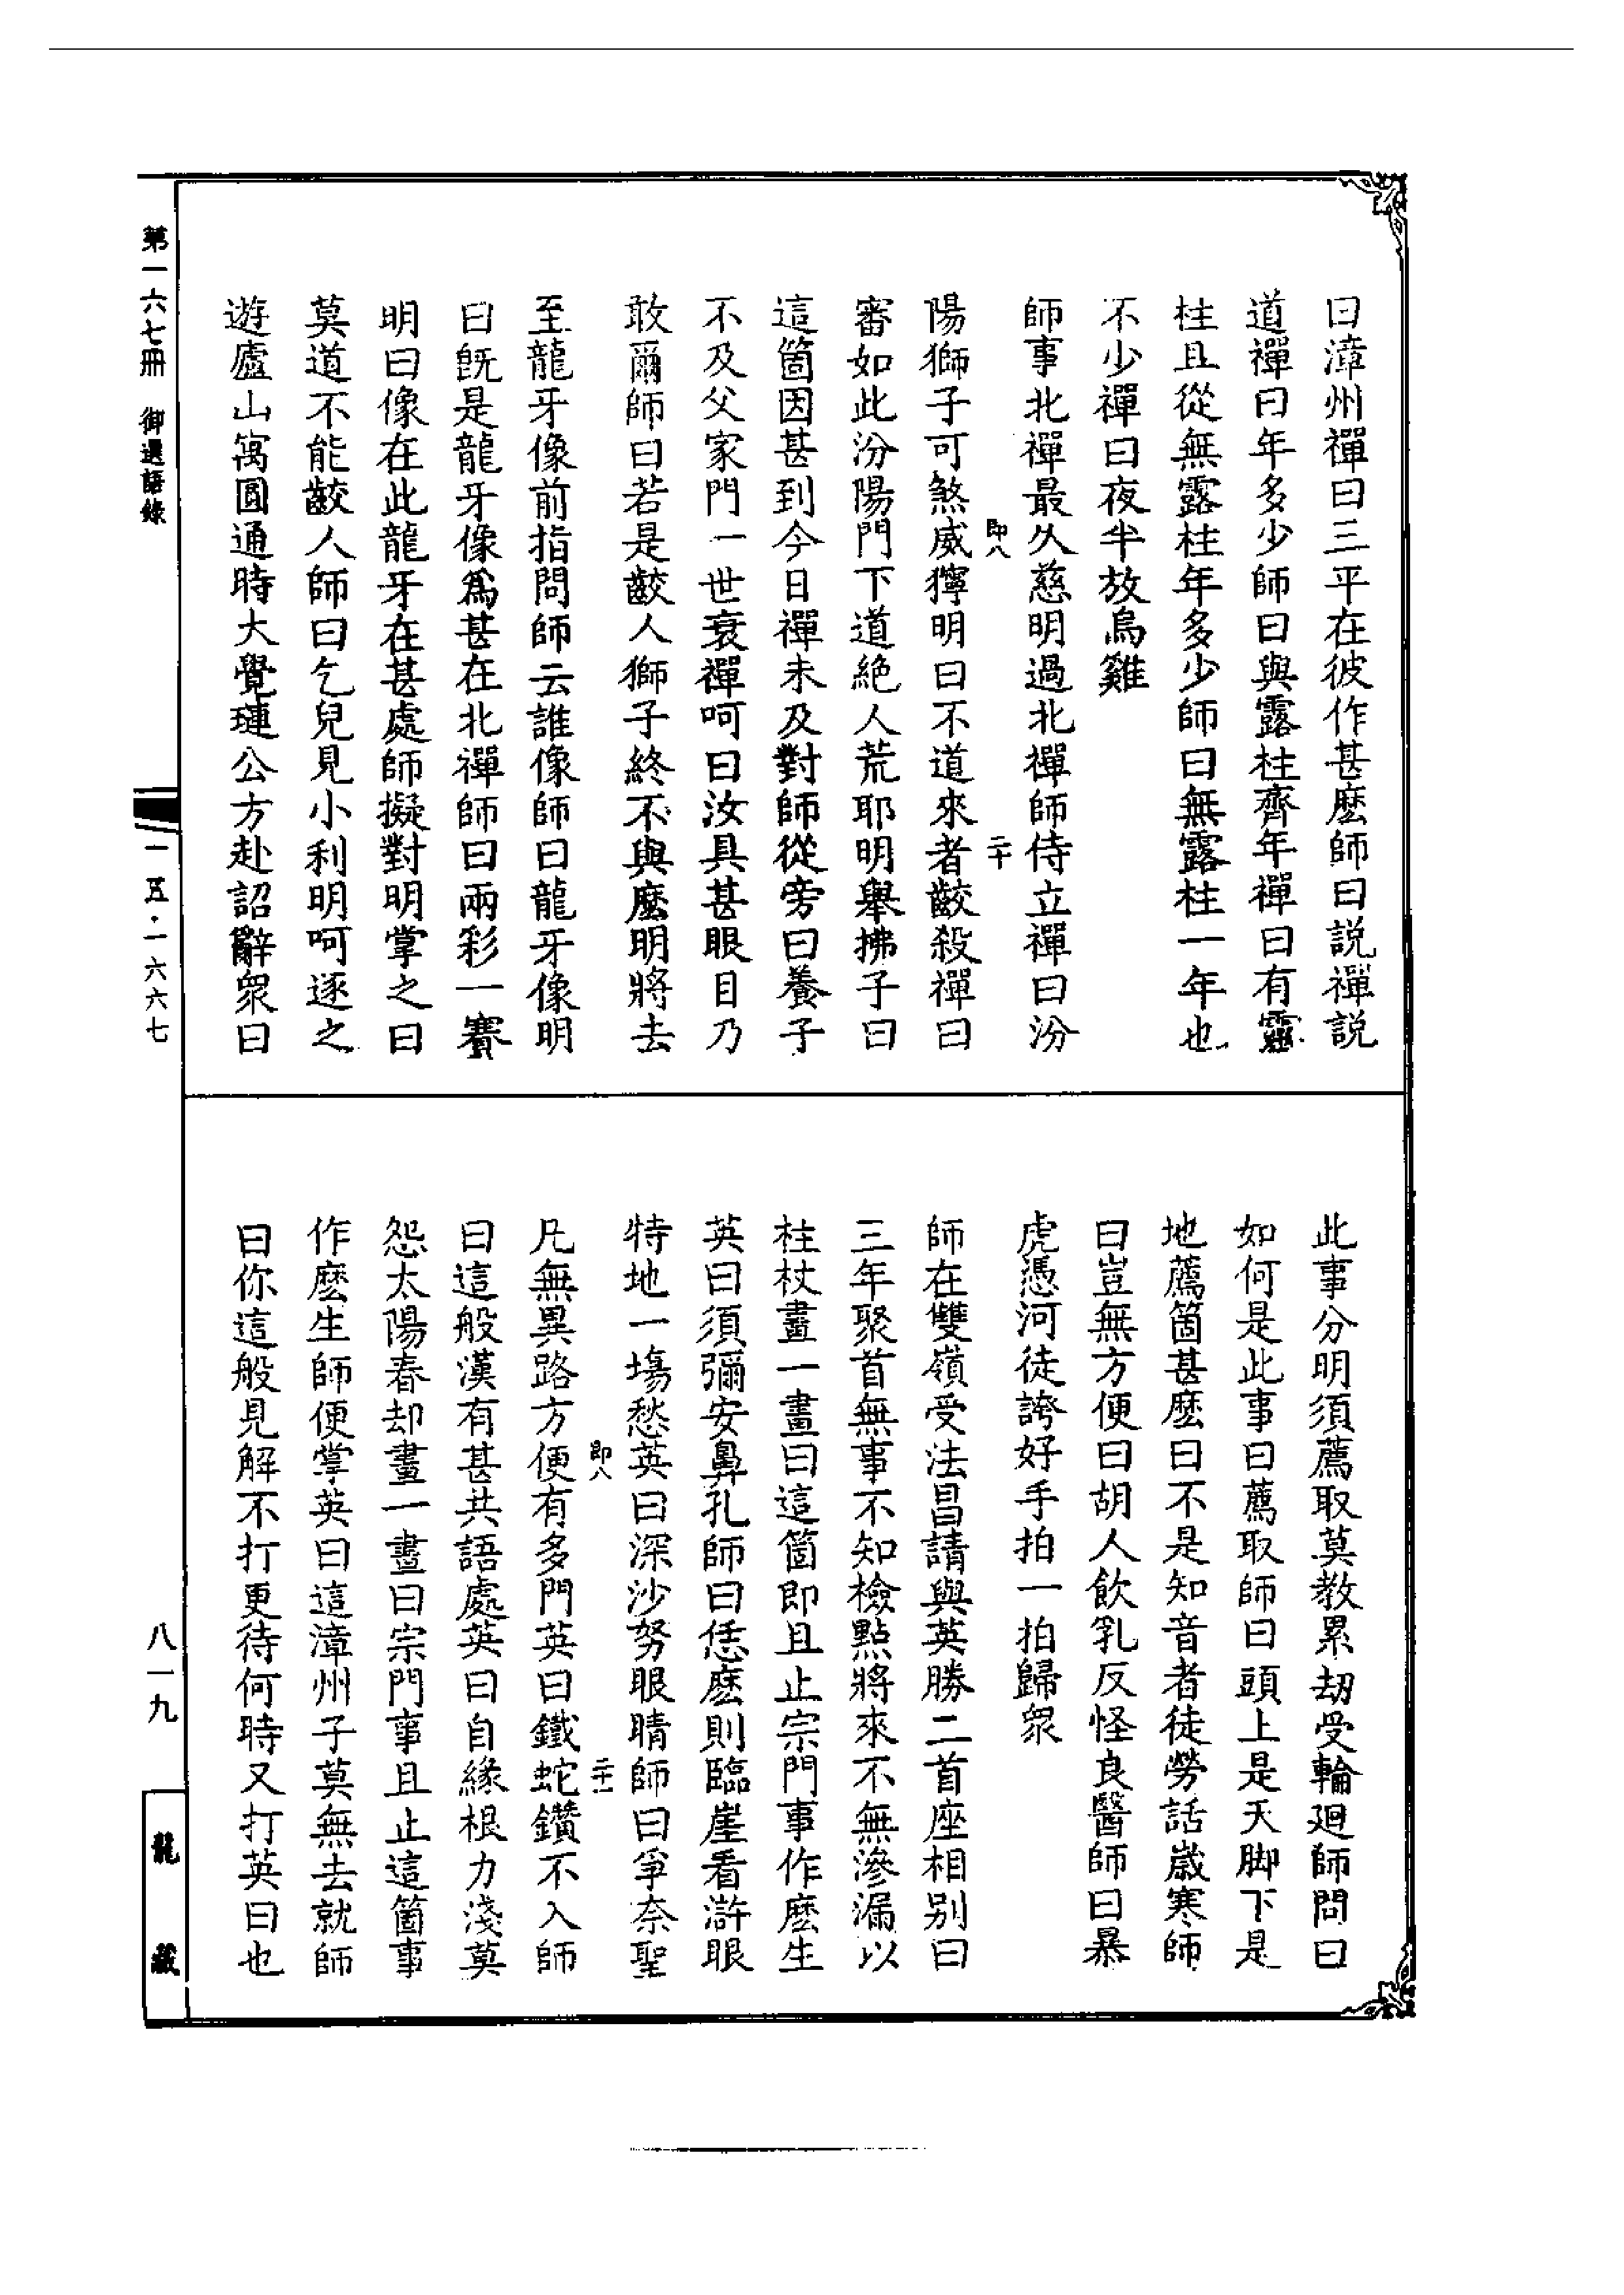 曰漳州禪曰三平在彼作甚麽師曰説禪説
道禪曰年多少師曰與露柱齊年禪曰有露
柱且從無露柱年多少師曰無露柱一年也
不少禪曰夜半放烏雞
師事北禪最久慈明過北禪師侍立禪曰汾
即八
二十
陽獅子可煞威獰明曰不道來者齩殺禪曰
審如此汾陽門下道絶人荒耶明舉拂子曰
這箇因甚到今日禪未及對師從旁曰養子
不及父家門一世衰禪呵曰汝具甚眼目乃
敢爾師曰若是齩人獅子終不與麽明將去
至龍牙像前指問師云誰像師曰龍牙像明
曰旣是龍牙像爲甚在北禪師曰兩彩一賽
明曰像在此龍牙在甚處師擬對明掌之曰
莫道不能齩人師曰乞兒見小利明呵逐之
遊廬山寓圓通時大覺璉公方赴詔辭衆曰
此事分明須薦取莫教累劫受輪迴師問曰
如何是此事曰薦取師曰頭上是天脚下是
地薦箇甚麽曰不是知音者徒勞話歲寒師
曰豈無方便曰胡人飲乳反怪良醫師曰暴
虎憑河徒誇好手拍一拍歸衆
師在雙嶺受法昌請與英勝二首座相別曰
三年聚首無事不知檢點將來不無滲漏以
柱杖畫一畫曰這箇即且止宗門事作麽生
英曰須彌安鼻孔師曰恁麽則臨崖看滸眼
特地一場愁英曰深沙努眼睛師曰爭奈聖
即八
二十一
凡無異路方便有多門英曰鐵蛇鑽不入師
曰這般漢有甚共語處英曰自緣根力淺莫
怨太陽春却畫一畫曰宗門事且止這箇事
作麽生師便掌英曰這漳州子莫無去就師
曰你這般見解不打更待何時又打英曰也
第一六七冊 御選語錄
一五·一六六七
八一九
龍藏